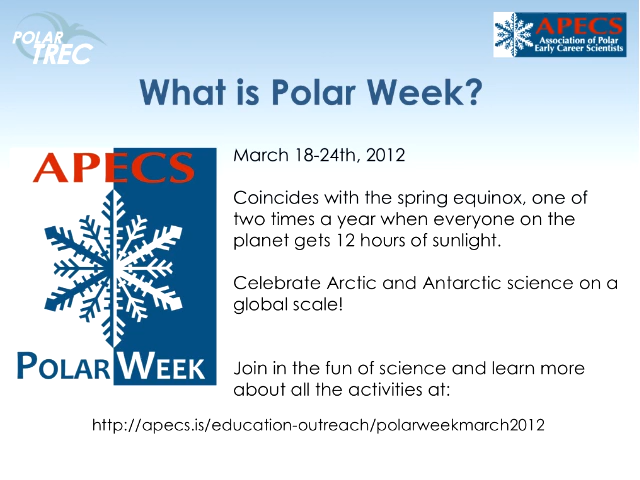 POLAR
TREC
APECS
Association of Polar
Early Career Scientists
What is Polar Week?
APECS
POLAR WEEK
March 18-24th, 2012
Coincides with the spring equinox, one of
two times a year when everyone on the
planet gets 12 hours of sunlight.
Celebrate Arctic and Antarctic science on a
global scale!
Join in the fun of science and learn more
about all the activities at:
http://apecs.is/education-outreach/polarweekmarch2012